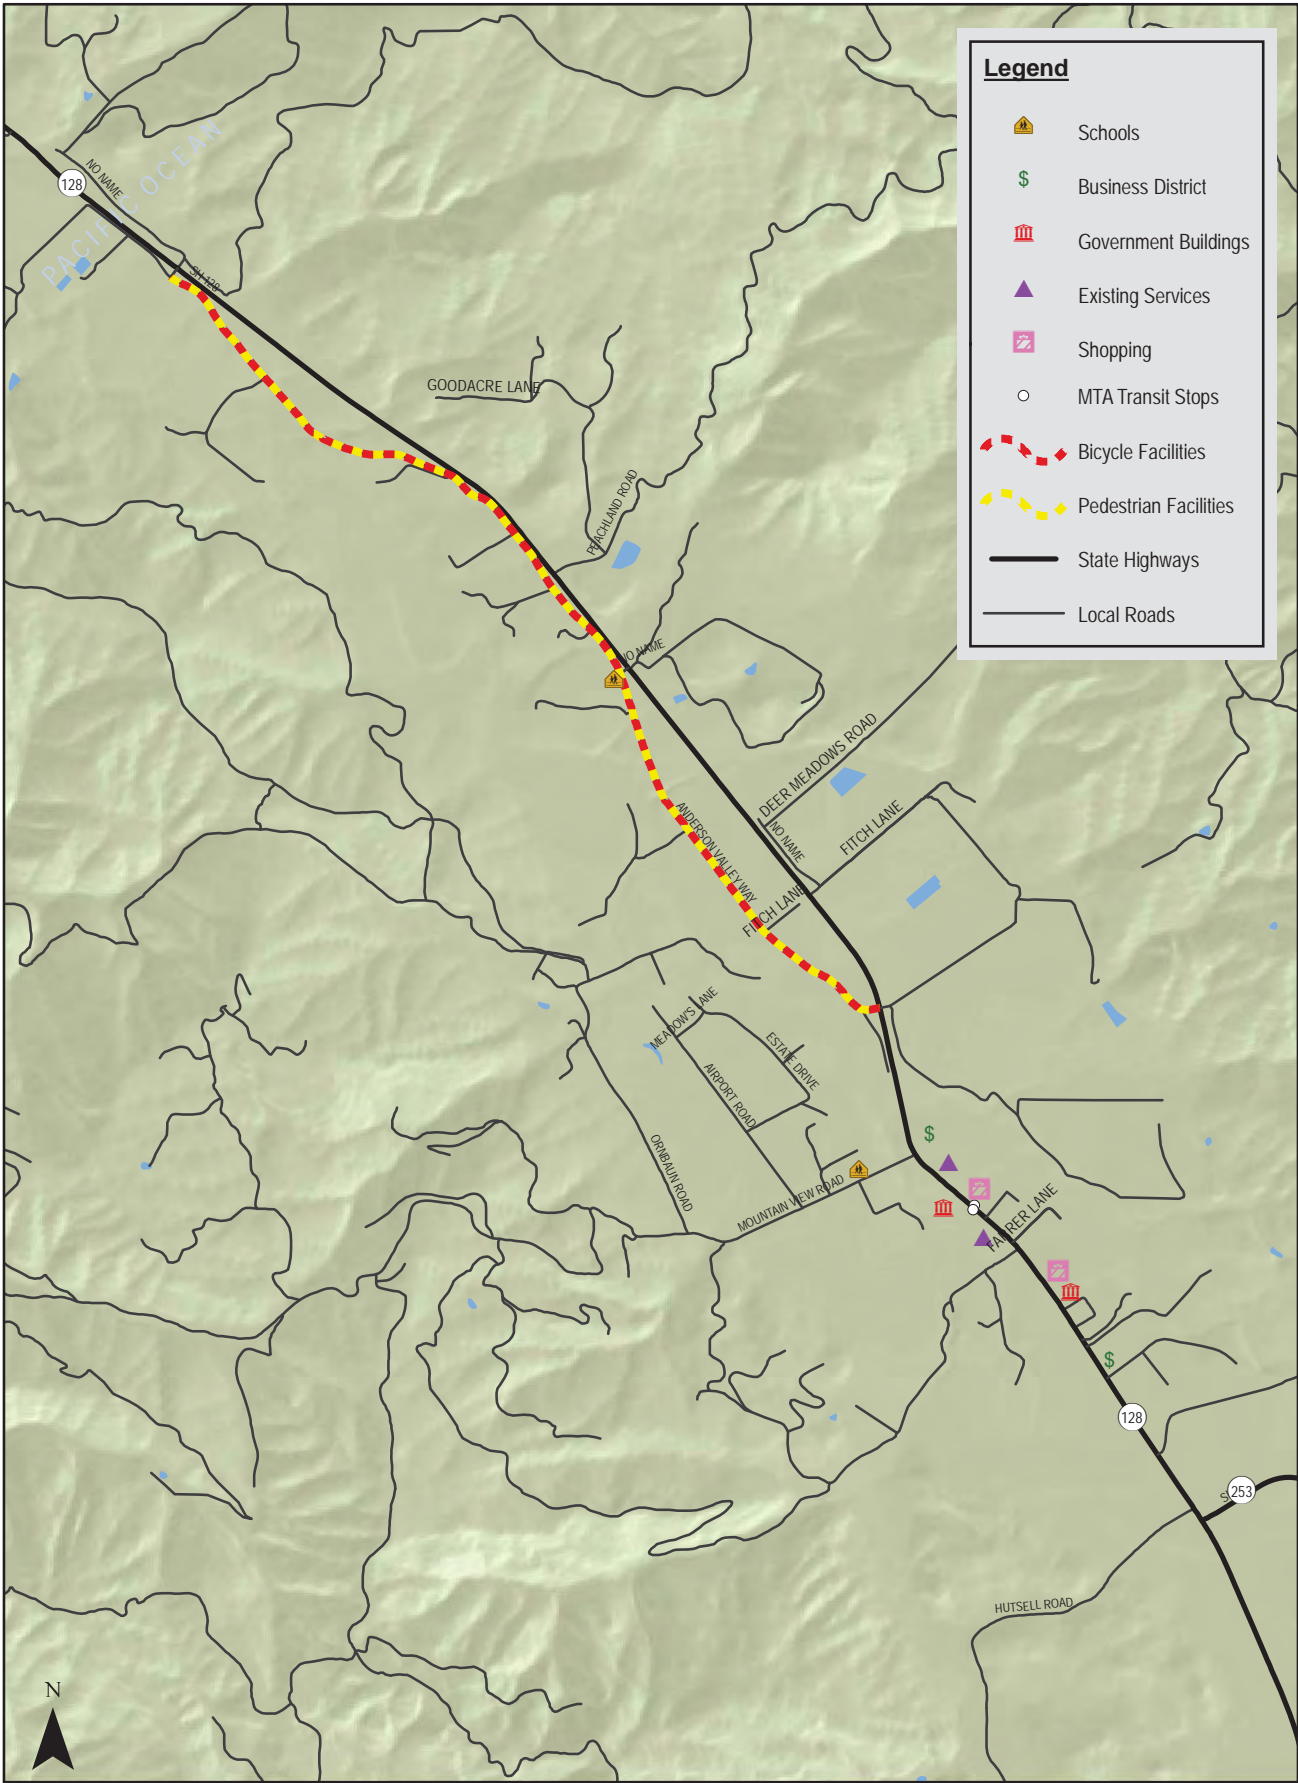 Legend
Schools
Business District
Government Buildings
Existing Services
Shopping
MTA Transit Stops
Bicycle Facilities
Pedestrian Facilities
State Highways
Local Roads
PACIFIC OCEAN
NO NAME
128
SH 128
GOODACRE LANE
PEACHLAND ROAD
NO NAME
DEER MEADOWS ROAD
NO NAME
FITCH LANE
ANDERSON VALLEY WAY
FITCH LANE
MEADOW'S LANE
ESTATE DRIVE
AIRPORT ROAD
ORNBAUN ROAD
MOUNTAIN VIEW ROAD
FARRER LANE
128
253
HUTSELL ROAD
N